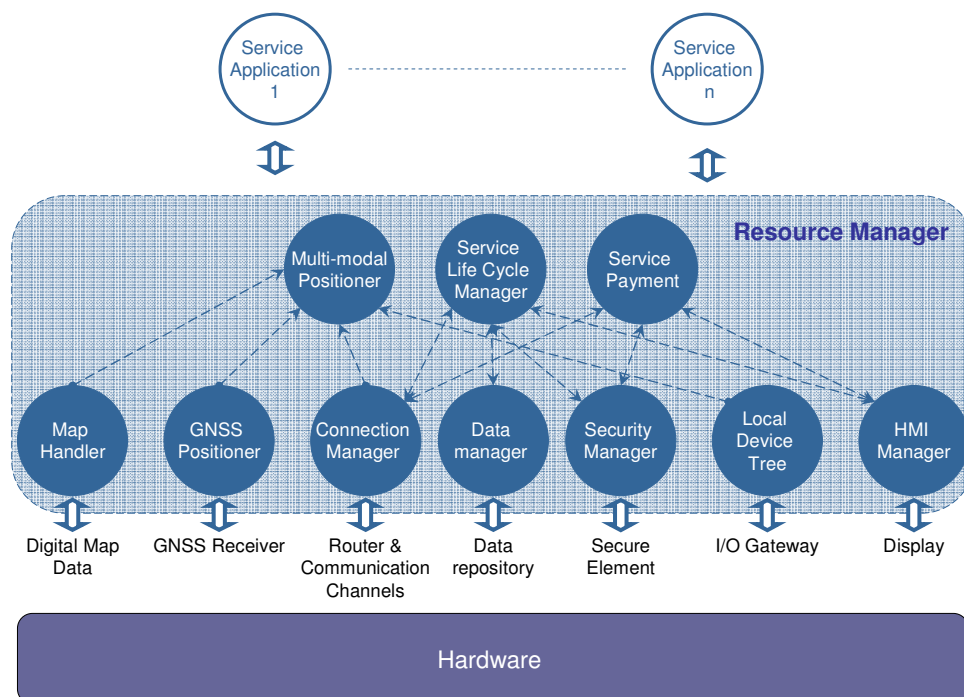 Service
Application
1
Service
Application
n
Resource Manager
Multi-modal
Positioner
Service
Life Cycle
Manager
Service
Payment
Map
Handler
GNSS
Positioner
Connection
Manager
Data
manager
Security
Manager
Local
Device
Tree
HMI
Manager
Digital Map
Data
GNSS Receiver
Router &
Communication
Channels
Data
repository
Secure
Element
I/O Gateway
Display
Hardware